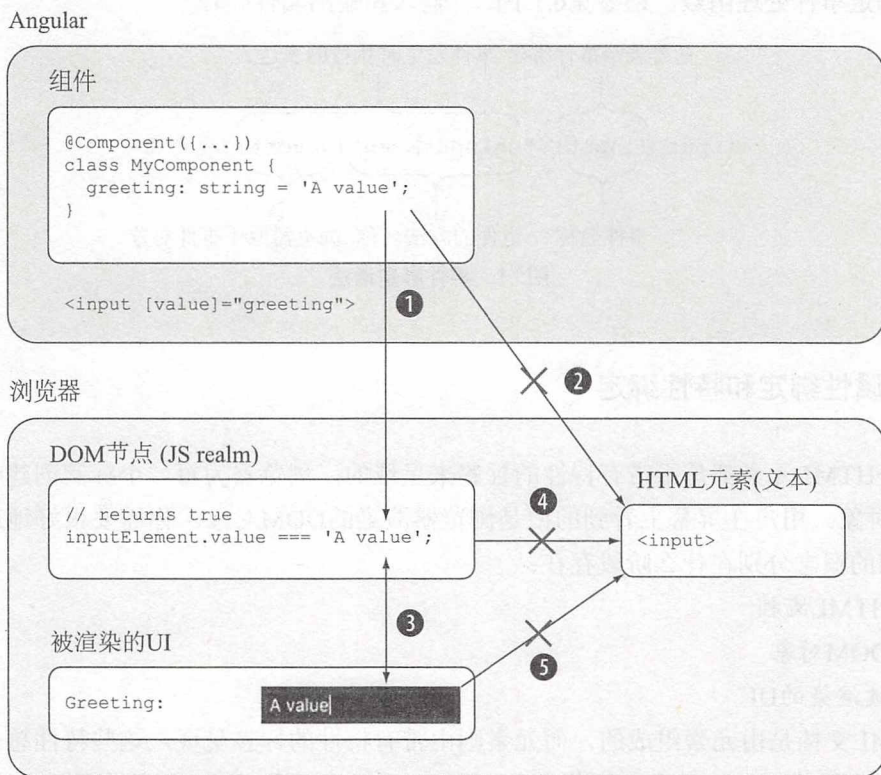 Angular
组件
@Component({...})
class MyComponent {
greeting: string = 'A value';
}
<input [value]="greeting">
1
2
浏览器
DOM节点 (JS realm)
// returns true
inputElement.value === 'A value';
4
HTML元素(文本)
<input>
3
5
被渲染的UI
Greeting:
A value